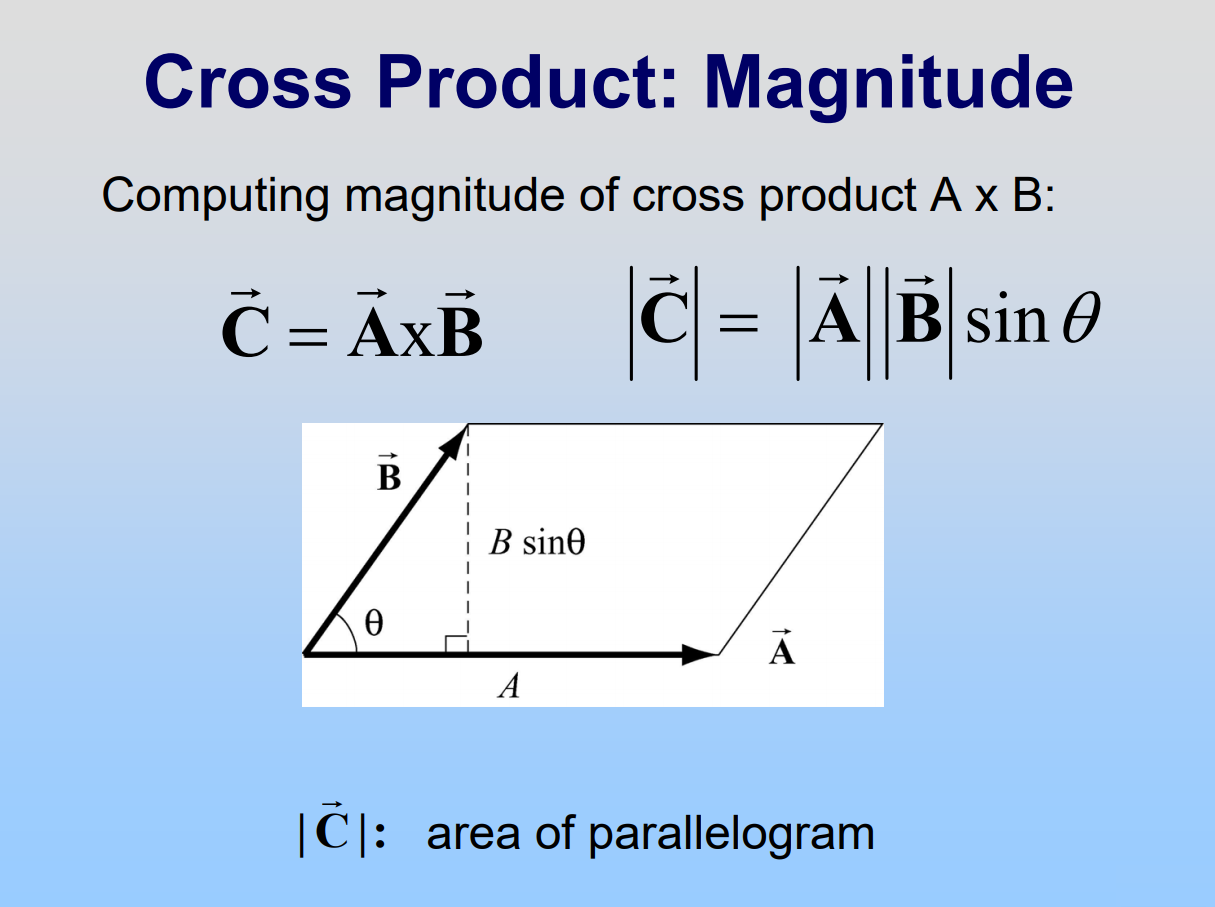 Cross Product: Magnitude
Computing magnitude of cross product A x B:
C⃗ = A⃗xB⃗ |C⃗| = |A⃗||B⃗| sin θ
B⃗
B sinθ
θ
A⃗
A
|C⃗|: area of parallelogram